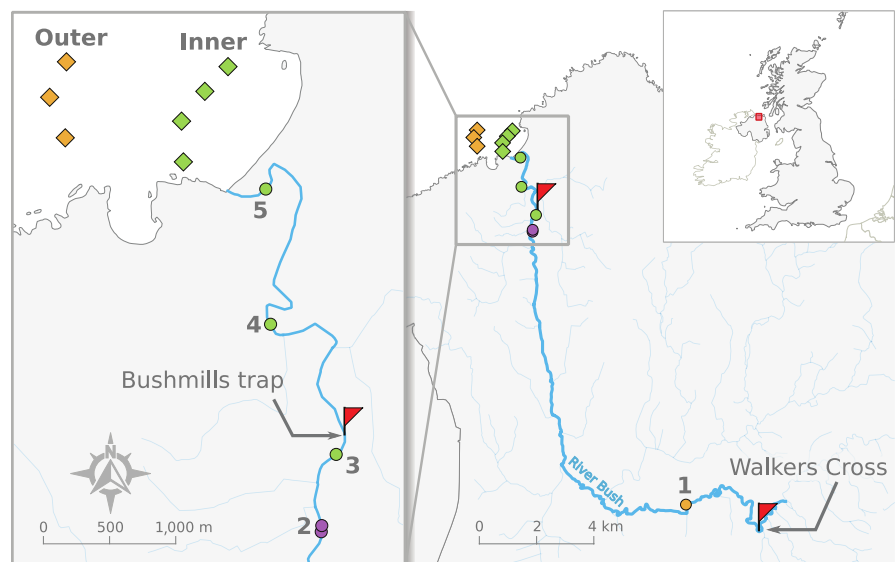 Outer
Inner
5
4
Bushmills trap
3
N
2
0 500 1,000 m
River Bush
1
Walkers Cross
0 2 4 km